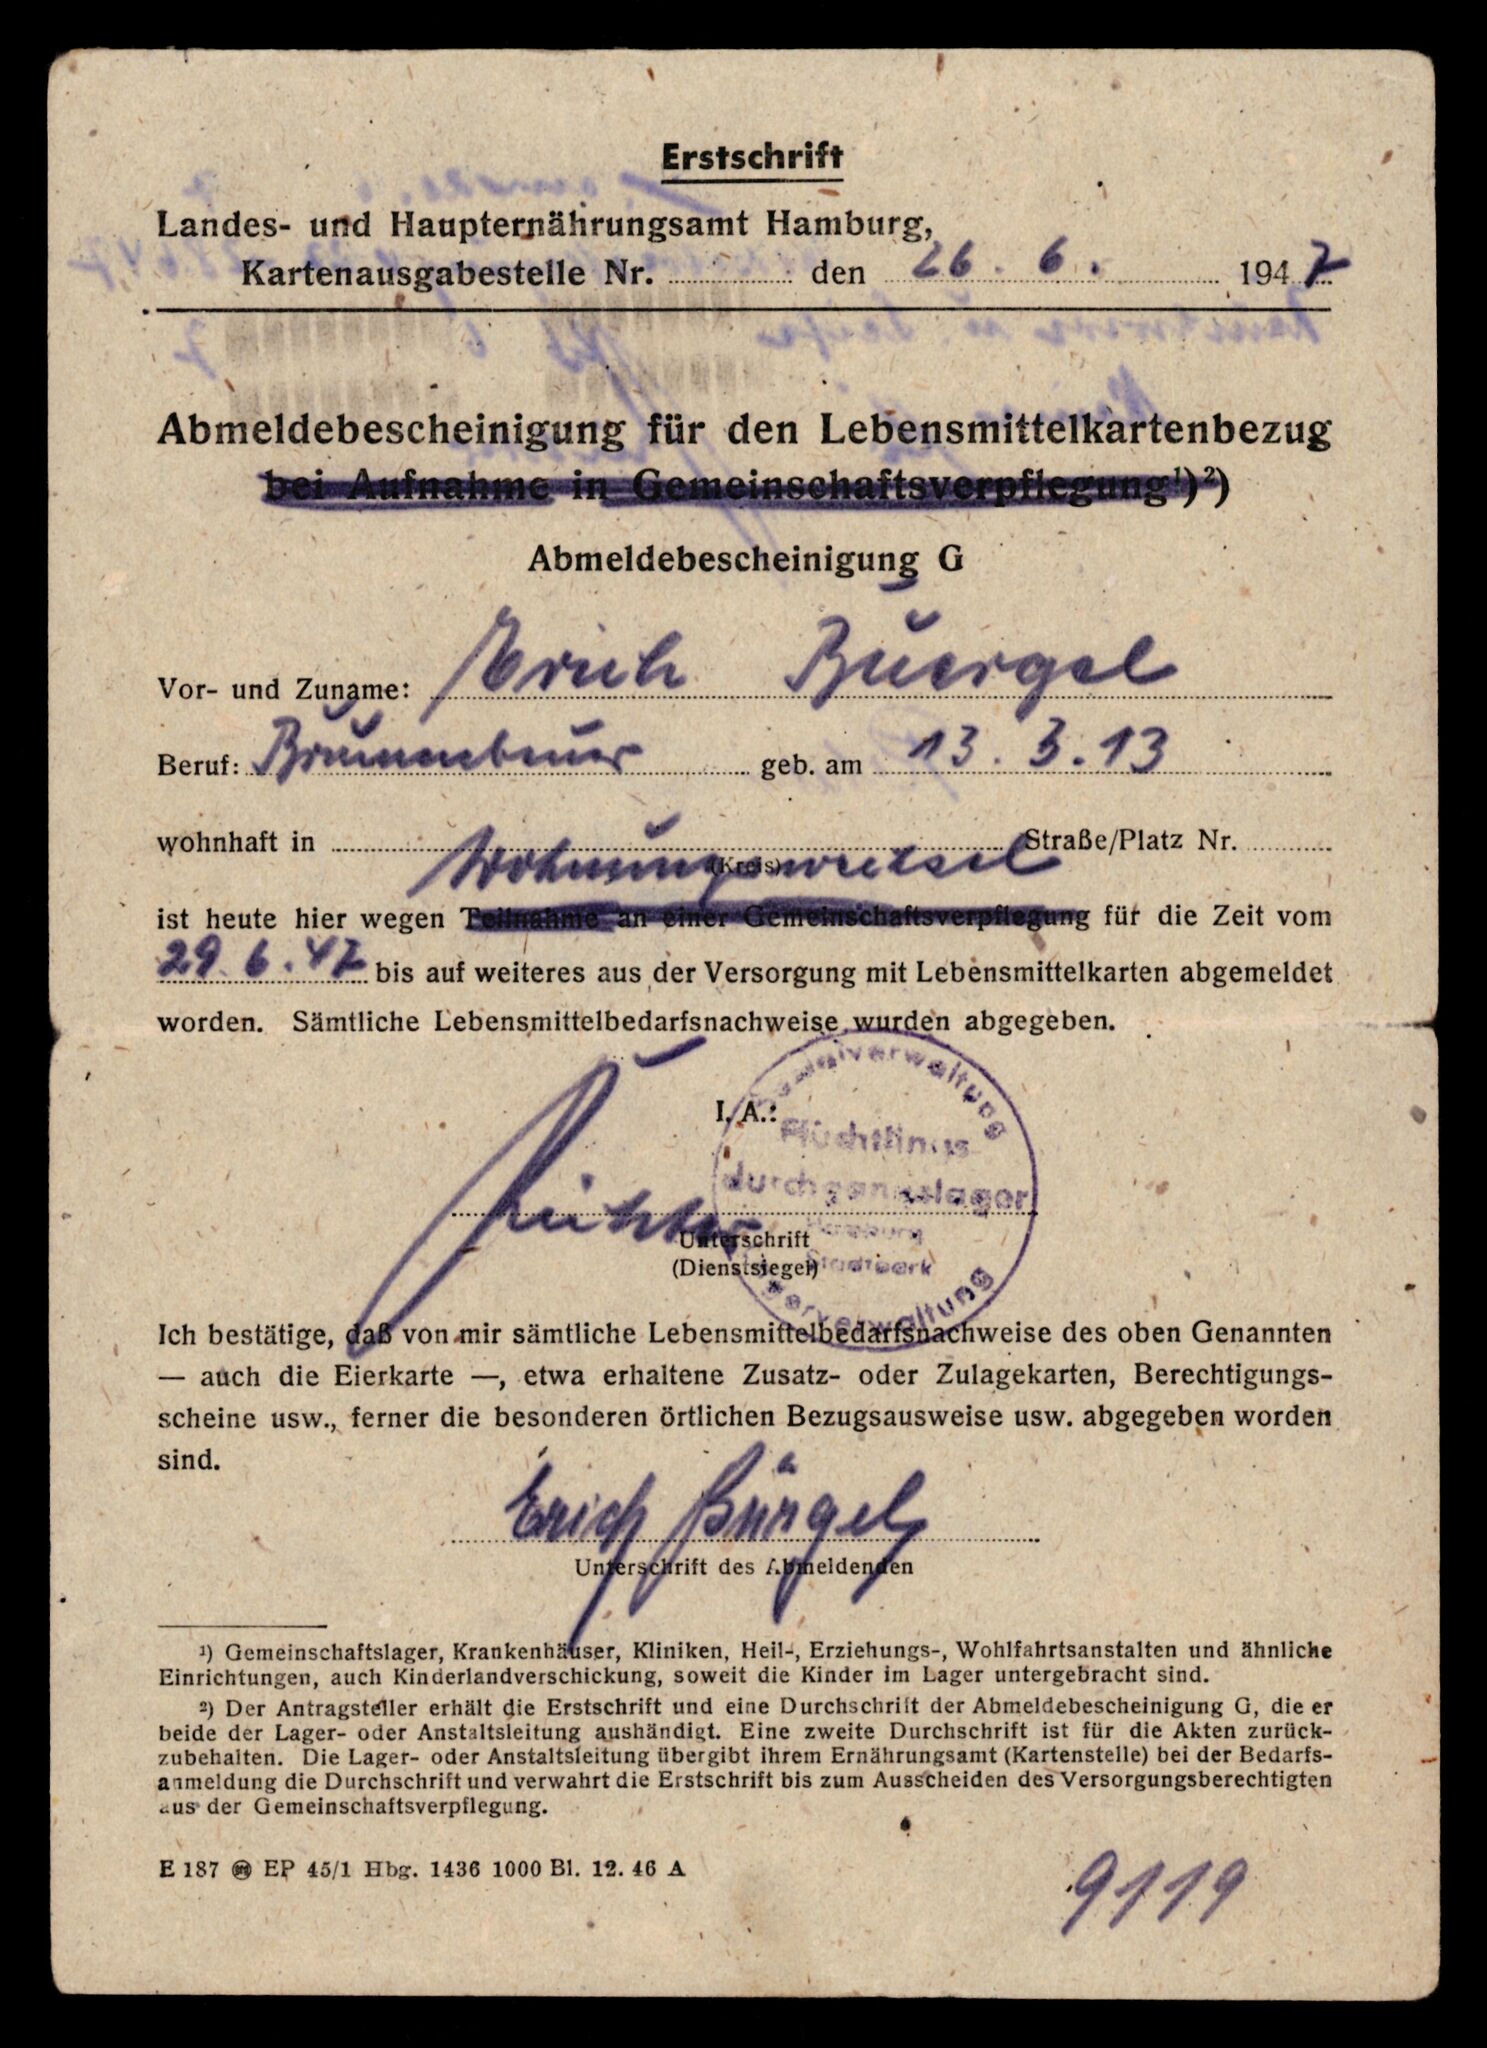 Erstschrift
Landes- und Haupternährungsamt Hamburg,
Kartenausgabestelle Nr. den 26. 6. 1947
Abmeldebescheinigung für den Lebensmittelkartenbezug
bei Aufnahme in Gemeinschaftsverpflegung¹)²)
Abmeldebescheinigung G
Vor- und Zuname: Erich Buergel
Beruf: Brunnenbauer geb. am 13. 3. 13
wohnhaft in Straße/Platz Nr.
(Kreis)
Wohnungswechsel
ist heute hier wegen Teilnahme an einer Gemeinschaftsverpflegung für die Zeit vom
29. 6. 47 bis auf weiteres aus der Versorgung mit Lebensmittelkarten abgemeldet
worden. Sämtliche Lebensmittelbedarfsnachweise wurden abgegeben.
I. A.:
Flüchtlings
durchgangslager
Lagerverwaltung
Unterschrift
(Dienstsiegel)
Ich bestätige, daß von mir sämtliche Lebensmittelbedarfsnachweise des oben Genannten
— auch die Eierkarte —, etwa erhaltene Zusatz- oder Zulagekarten, Berechtigungs-
scheine usw., ferner die besonderen örtlichen Bezugsausweise usw. abgegeben worden
sind.
Erich Bürgel
Unterschrift des Abmeldenden
¹) Gemeinschaftslager, Krankenhäuser, Kliniken, Heil-, Erziehungs-, Wohlfahrtsanstalten und ähnliche
Einrichtungen, auch Kinderlandverschickung, soweit die Kinder im Lager untergebracht sind.
²) Der Antragsteller erhält die Erstschrift und eine Durchschrift der Abmeldebescheinigung G, die er
beide der Lager- oder Anstaltsleitung aushändigt. Eine zweite Durchschrift ist für die Akten zurück-
zubehalten. Die Lager- oder Anstaltsleitung übergibt ihrem Ernährungsamt (Kartenstelle) bei der Bedarfs-
anmeldung die Durchschrift und verwahrt die Erstschrift bis zum Ausscheiden des Versorgungsberechtigten
aus der Gemeinschaftsverpflegung.
E 187 EP 45/1 Hbg. 1436 1000 Bl. 12. 46 A
9119